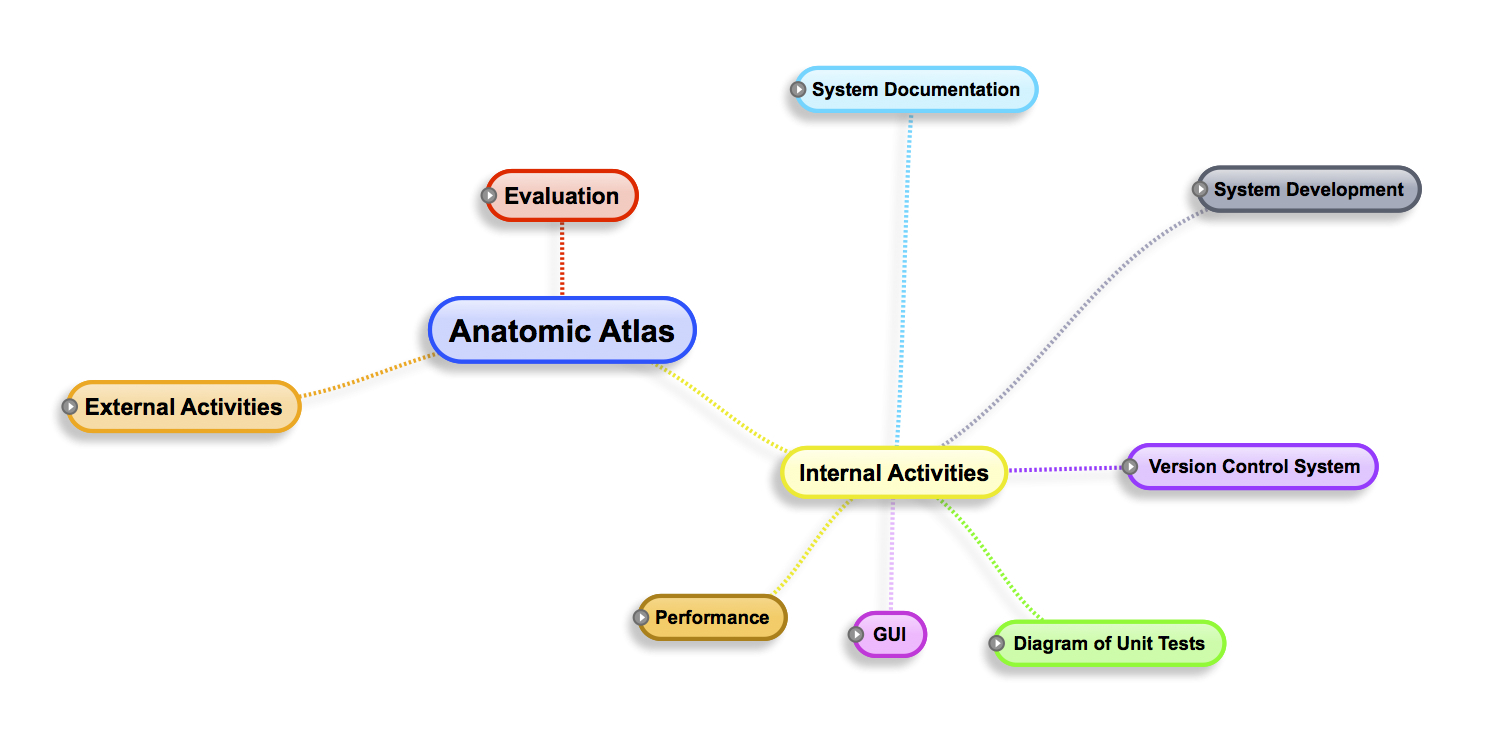 System Documentation
System Development
Evaluation
Anatomic Atlas
External Activities
Internal Activities
Version Control System
Performance
GUI
Diagram of Unit Tests